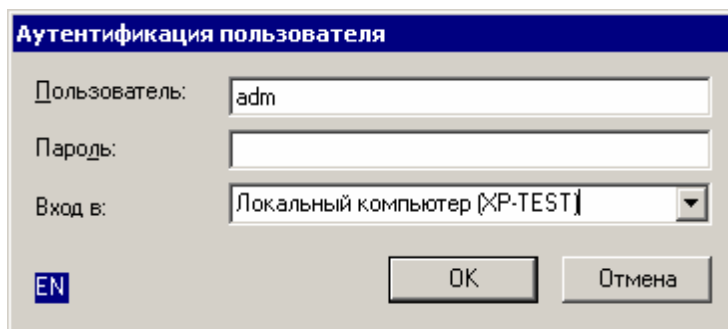 Аутентификация пользователя
Пользователь: adm
Пароль:
Вход в: Локальный компьютер (XP-TEST)
EN OK Отмена